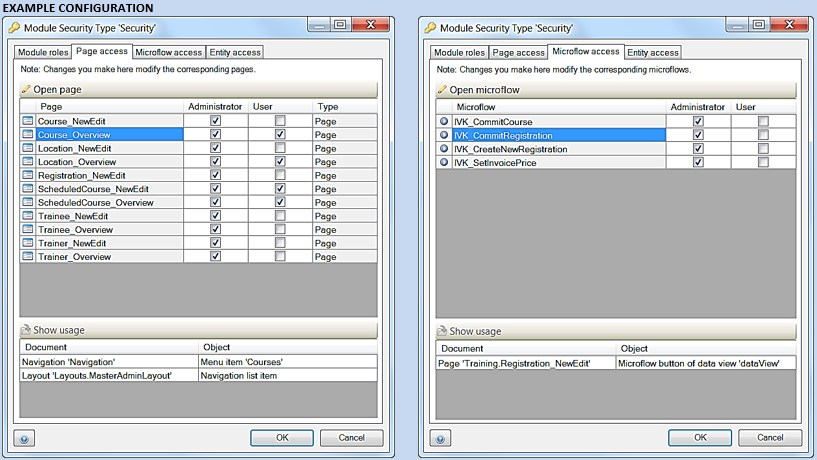 EXAMPLE CONFIGURATION
Module Security Type 'Security'
Module roles Page access Microflow access Entity access
Note: Changes you make here modify the corresponding pages.
Open page
Page Administrator User Type
Course_NewEdit Page
Course_Overview Page
Location_NewEdit Page
Location_Overview Page
Registration_NewEdit Page
ScheduledCourse_NewEdit Page
ScheduledCourse_Overview Page
Trainee_NewEdit Page
Trainee_Overview Page
Trainer_NewEdit Page
Trainer_Overview Page
Show usage
Document Object
Navigation 'Navigation' Menu item 'Courses'
Layout 'Layouts.MasterAdminLayout' Navigation list item
OK Cancel
Module Security Type 'Security'
Module roles Page access Microflow access Entity access
Note: Changes you make here modify the corresponding microflows.
Open microflow
Microflow Administrator User
IVK_CommitCourse
IVK_CommitRegistration
IVK_CreateNewRegistration
IVK_SetInvoicePrice
Show usage
Document Object
Page 'Training.Registration_NewEdit' Microflow button of data view 'dataView'
OK Cancel